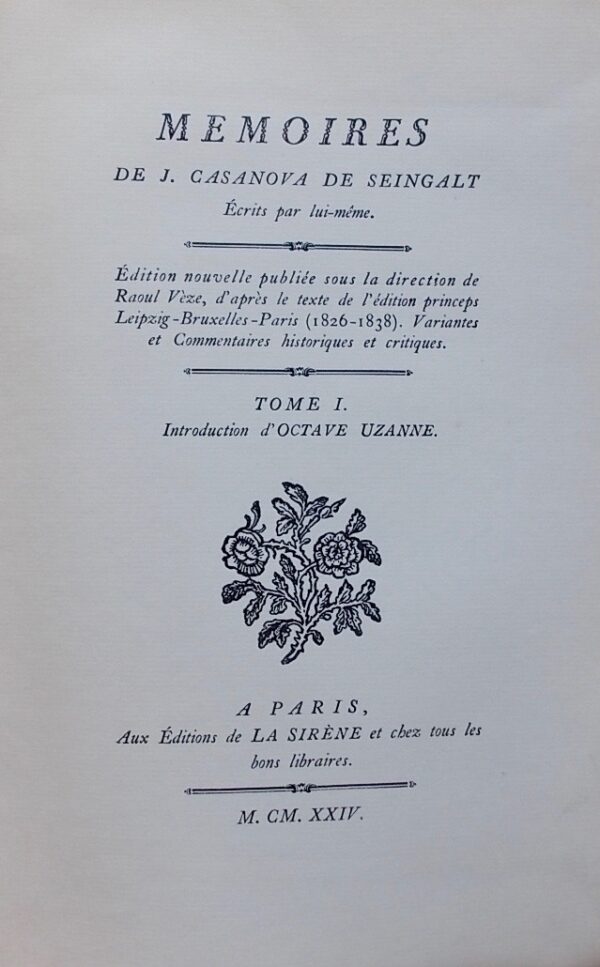 MEMOIRES
DE J. CASANOVA DE SEINGALT
Écrits par lui-même.
Édition nouvelle publiée sous la direction de
Raoul Vèze, d'après le texte de l'édition princeps
Leipzig-Bruxelles-Paris (1826-1838). Variantes
et Commentaires historiques et critiques.
TOME I.
Introduction d'OCTAVE UZANNE.
A PARIS,
Aux Éditions de LA SIRÈNE et chez tous les
bons libraires.
M. CM. XXIV.